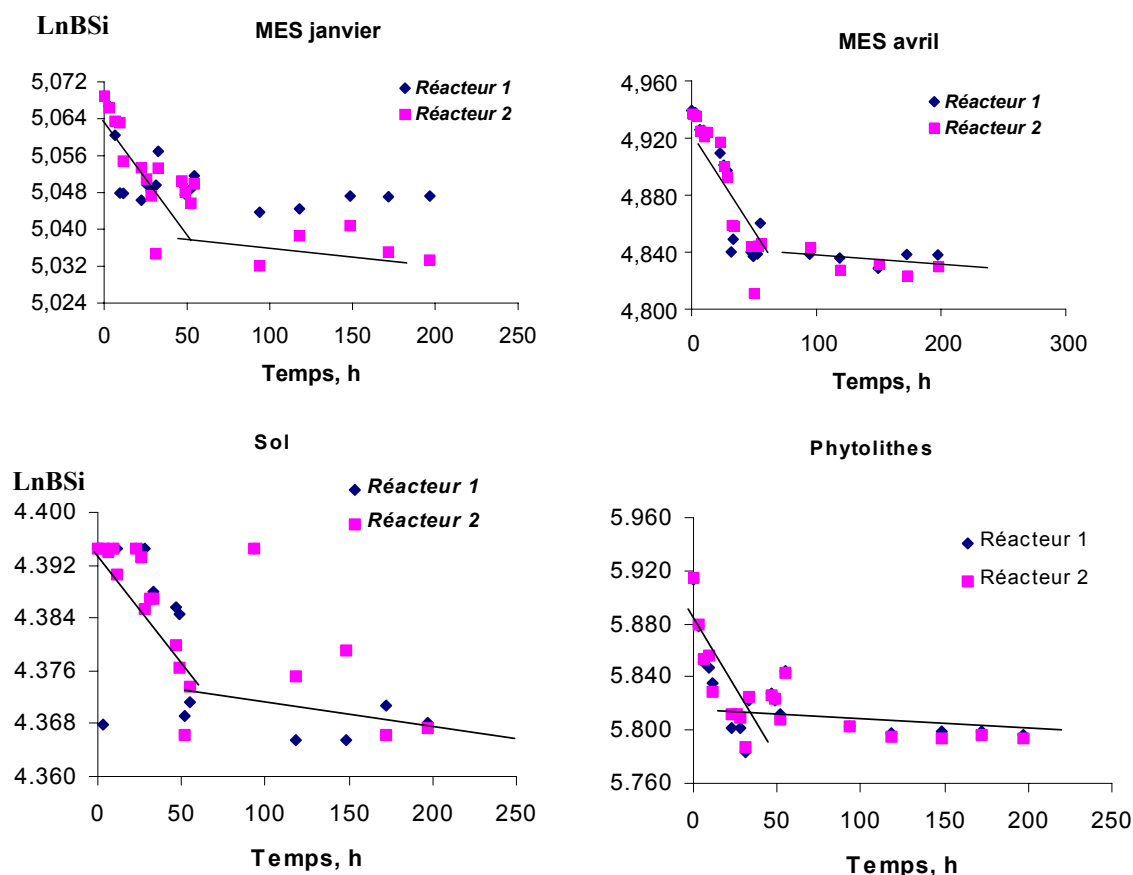 LnBSi
MES janvier
5,072
5,064
5,056
5,048
5,040
5,032
5,024
0 50 100 150 200 250
Temps, h
Réacteur 1
Réacteur 2
MES avril
4,960
4,920
4,880
4,840
4,800
0 100 200 300
Temps, h
Réacteur 1
Réacteur 2
Sol
LnBSi
4.400
4.392
4.384
4.376
4.368
4.360
0 50 100 150 200 250
Temps, h
Réacteur 1
Réacteur 2
Phytolithes
5.960
5.920
5.880
5.840
5.800
5.760
0 50 100 150 200 250
Temps, h
Réacteur 1
Réacteur 2